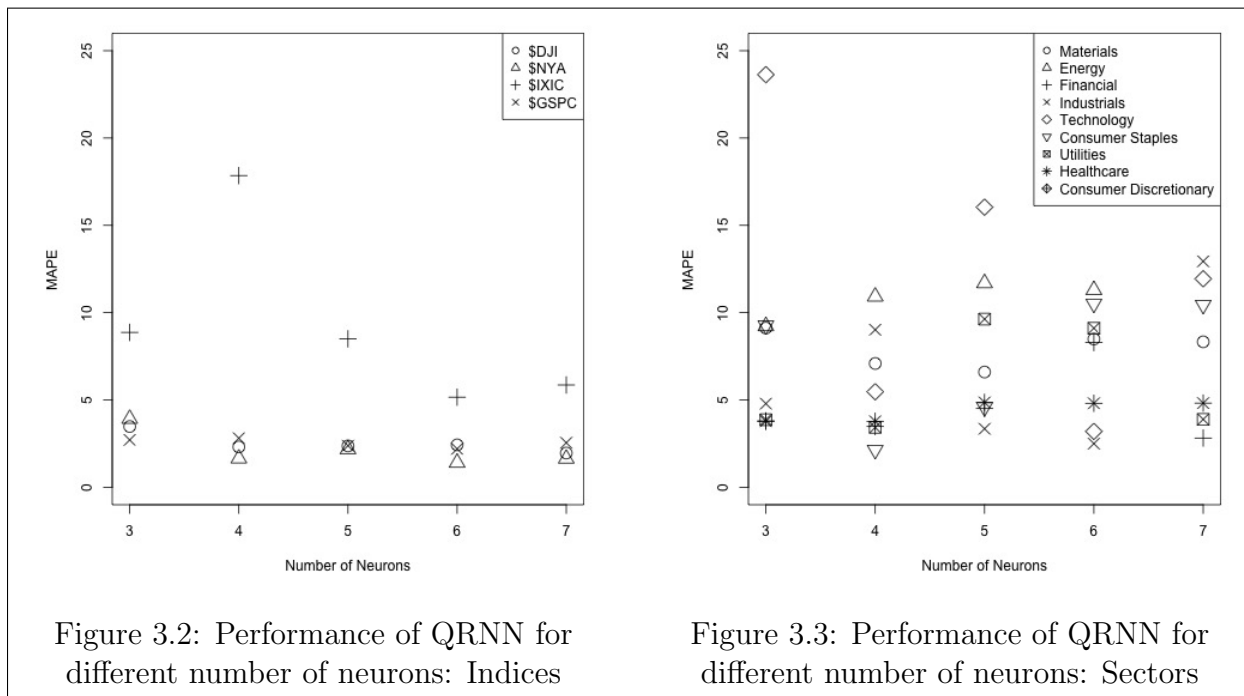 25
20
15
10
5
0
MAPE
$DJI
$NYA
$IXIC
$GSPC
3 4 5 6 7
Number of Neurons
Figure 3.2: Performance of QRNN for
different number of neurons: Indices
25
20
15
10
5
0
MAPE
Materials
Energy
Financial
Industrials
Technology
Consumer Staples
Utilities
Healthcare
Consumer Discretionary
3 4 5 6 7
Number of Neurons
Figure 3.3: Performance of QRNN for
different number of neurons: Sectors